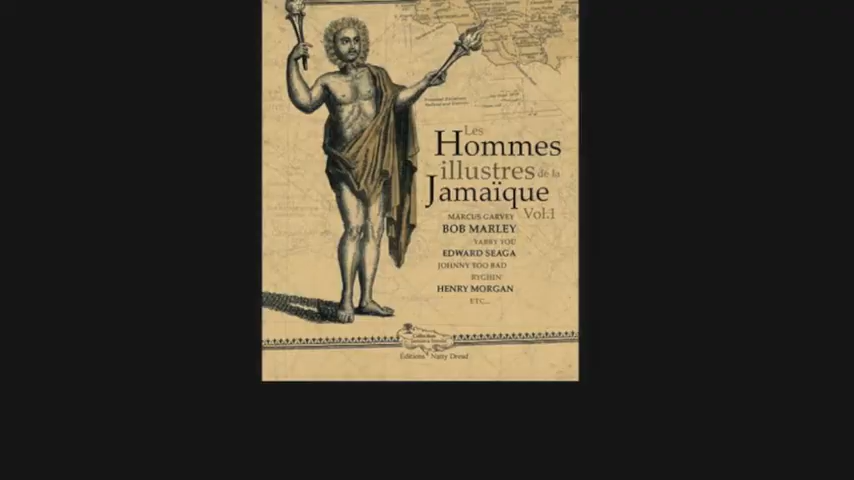 Les
Hommes
illustres de la
Jamaïque
Vol.1
MARCUS GARVEY
BOB MARLEY
YABBY YOU
EDWARD SEAGA
JOHNNY TOO BAD
RYGHIN'
HENRY MORGAN
ETC...
Editions Natty Dread